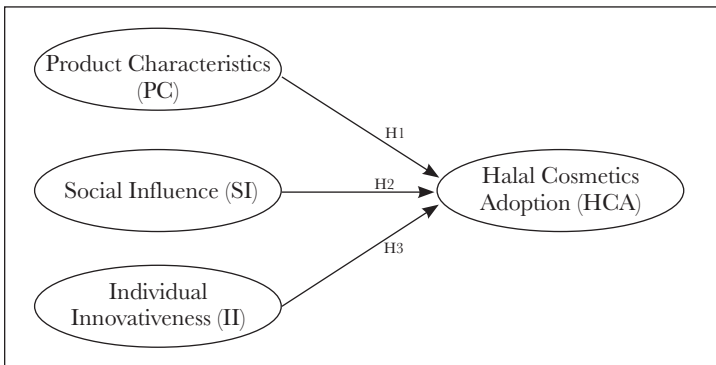 Product Characteristics
(PC)
H1
Social Influence (SI)
H2
Halal Cosmetics
Adoption (HCA)
H3
Individual
Innovativeness (II)